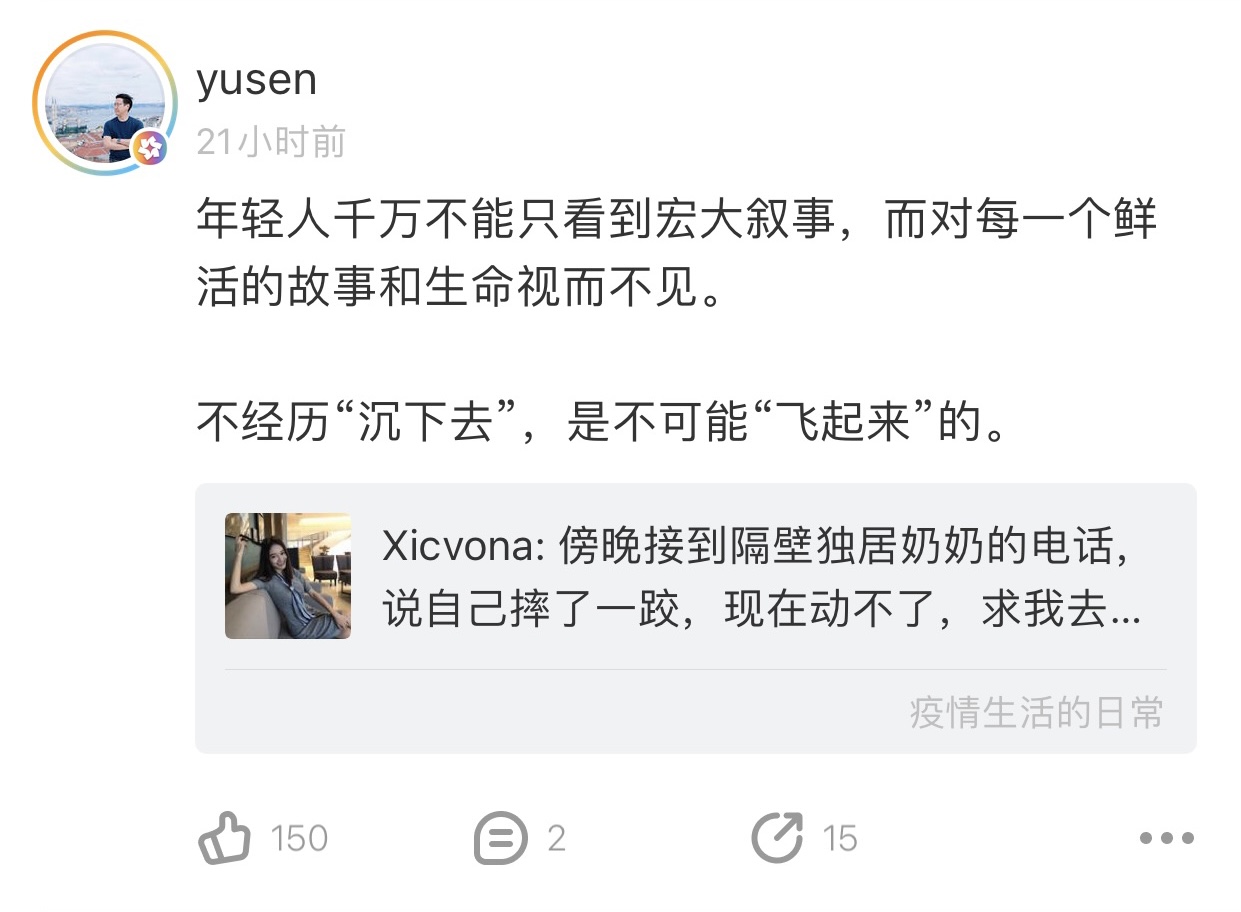 yusen
21小时前
年轻人千万不能只看到宏大叙事，而对每一个鲜
活的故事和生命视而不见。
不经历“沉下去”，是不可能“飞起来”的。
Xicvona: 傍晚接到隔壁独居奶奶的电话，
说自己摔了一跤，现在动不了，求我去...
疫情生活的日常
150 2 15